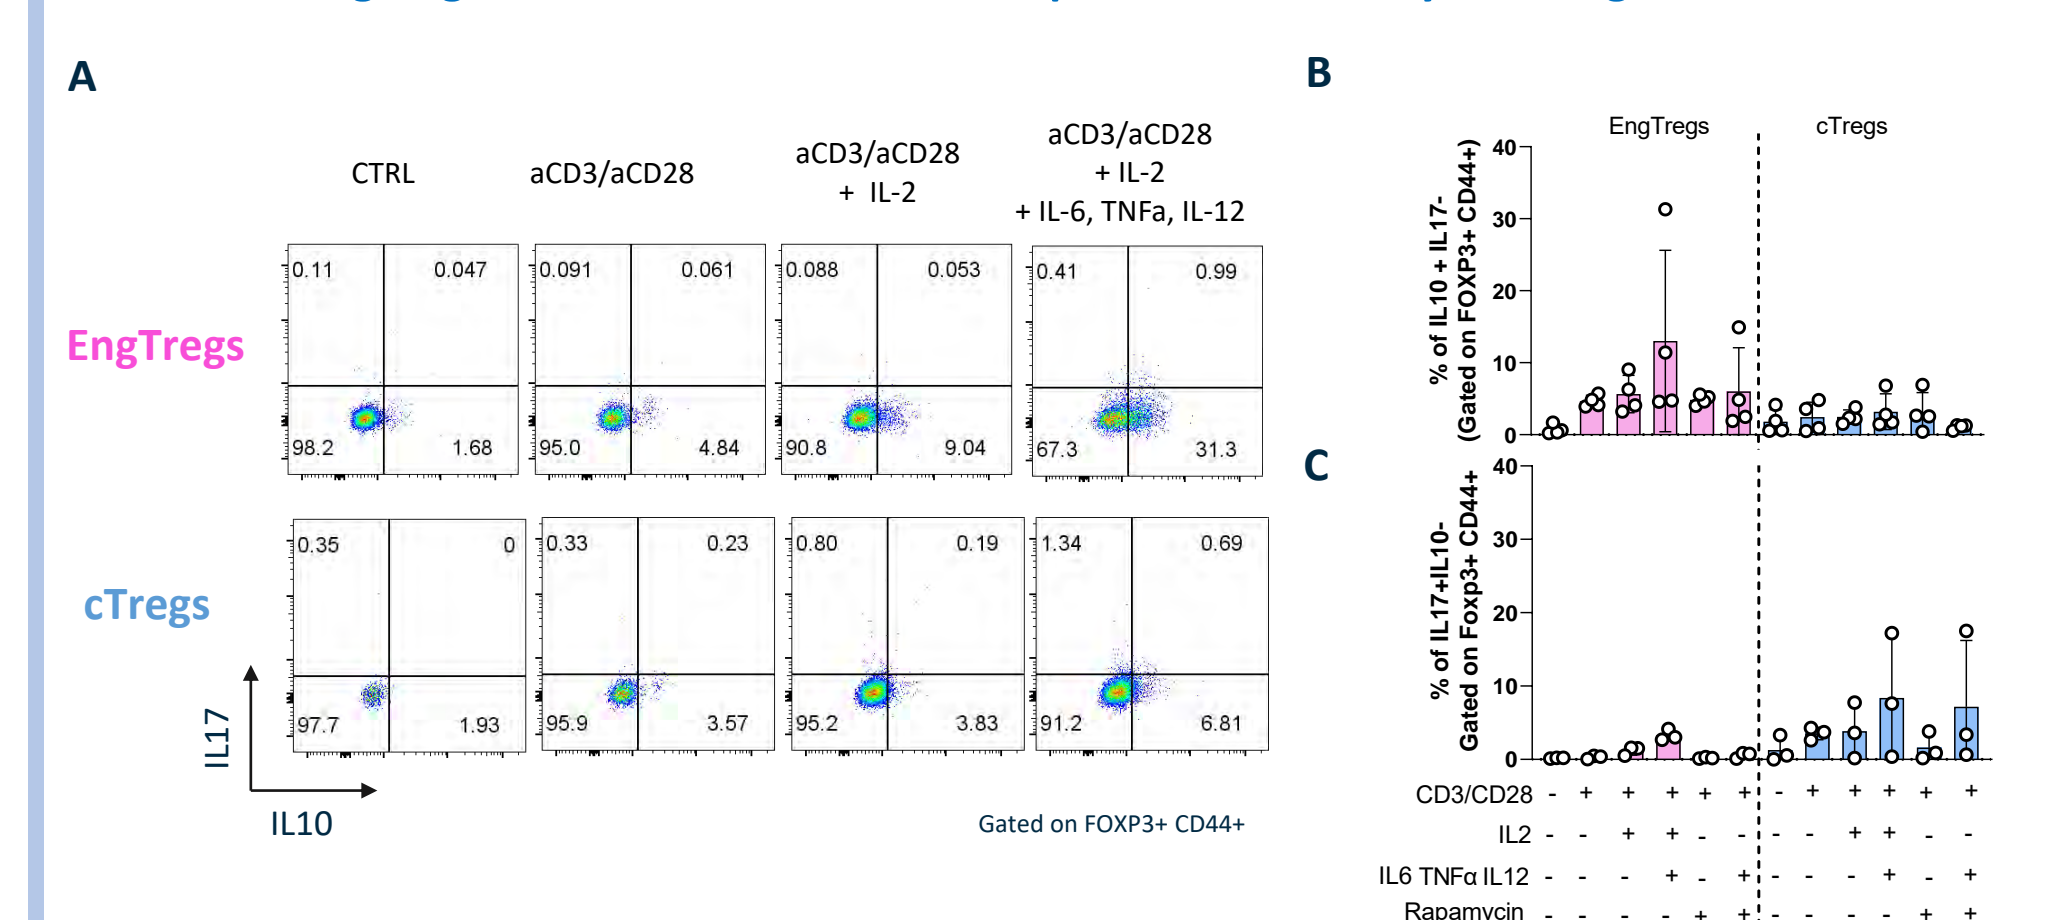 A
CTRL
aCD3/aCD28
aCD3/aCD28
+ IL-2
aCD3/aCD28
+ IL-2
+ IL-6, TNFa, IL-12
EngTregs
0.11 0.047
98.2 1.68
0.091 0.061
95.0 4.84
0.088 0.053
90.8 9.04
0.41 0.99
67.3 31.3
cTregs
0.35 0
97.7 1.93
0.33 0.23
95.9 3.57
0.80 0.19
95.2 3.83
1.34 0.69
91.2 6.81
IL17
IL10
Gated on FOXP3+ CD44+
B
EngTregs cTregs
% of IL10 + IL17-
(Gated on FOXP3+ CD44+)
40
30
20
10
0
C
% of IL17+IL10-
Gated on Foxp3+ CD44+
40
30
20
10
0
CD3/CD28 - + + + + + - + + + + +
IL2 - - + + - - - - + + - -
IL6 TNFα IL12 - - - + - + - - - + - +
Rapamycin - - - - + + - - - - + +